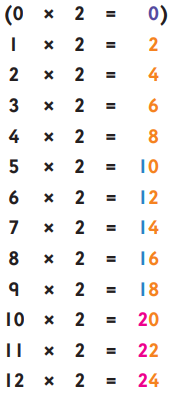 (0 × 2 = 0)
1 × 2 = 2
2 × 2 = 4
3 × 2 = 6
4 × 2 = 8
5 × 2 = 10
6 × 2 = 12
7 × 2 = 14
8 × 2 = 16
9 × 2 = 18
10 × 2 = 20
11 × 2 = 22
12 × 2 = 24